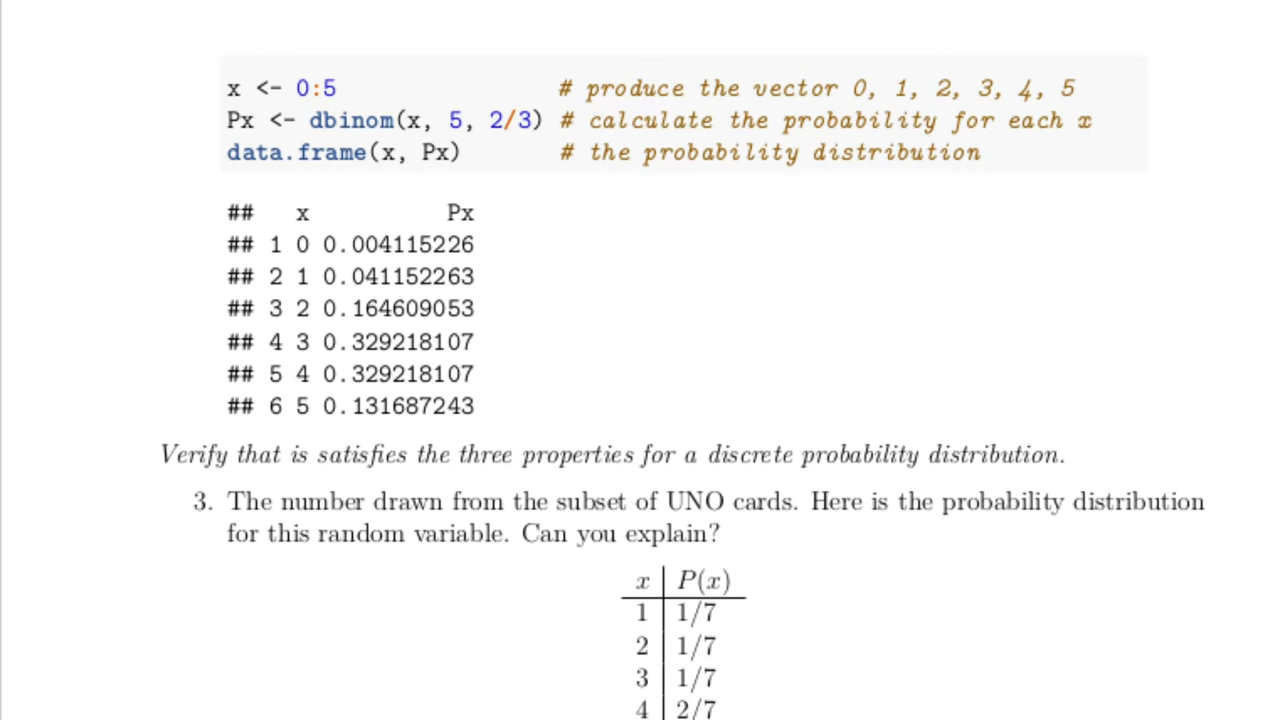 x <- 0:5 # produce the vector 0, 1, 2, 3, 4, 5
Px <- dbinom(x, 5, 2/3) # calculate the probability for each x
data.frame(x, Px) # the probability distribution
## x Px
## 1 0 0.004115226
## 2 1 0.041152263
## 3 2 0.164609053
## 4 3 0.329218107
## 5 4 0.329218107
## 6 5 0.131687243
Verify that is satisfies the three properties for a discrete probability distribution.
3. The number drawn from the subset of UNO cards. Here is the probability distribution
for this random variable. Can you explain?
x P(x)
1 1/7
2 1/7
3 1/7
4 2/7